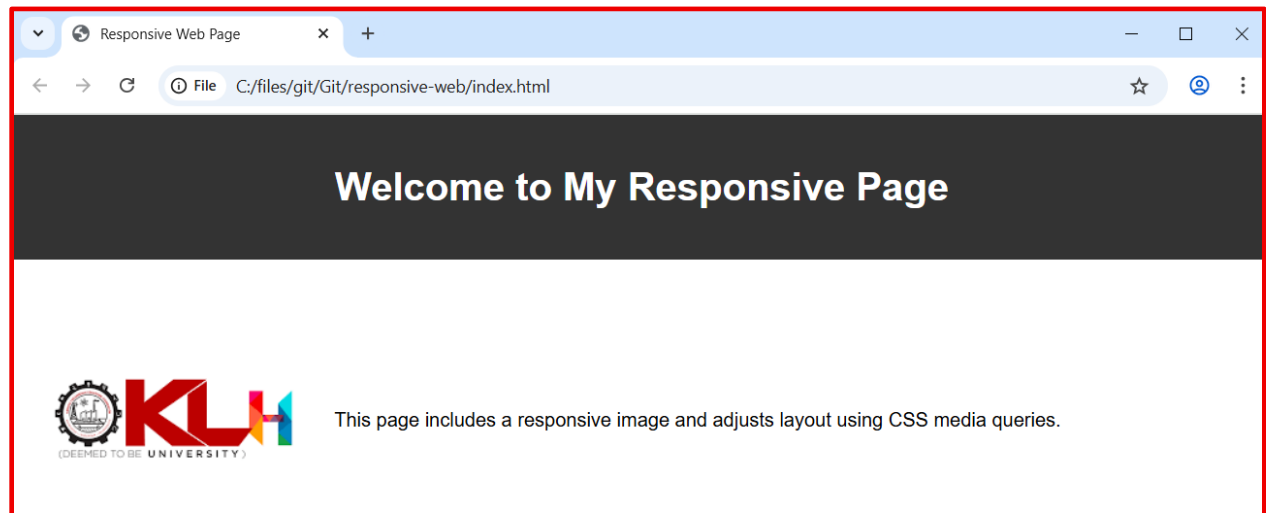 Responsive Web Page
File C:/files/git/Git/responsive-web/index.html
Welcome to My Responsive Page
KLH
(DEEMED TO BE UNIVERSITY)
This page includes a responsive image and adjusts layout using CSS media queries.